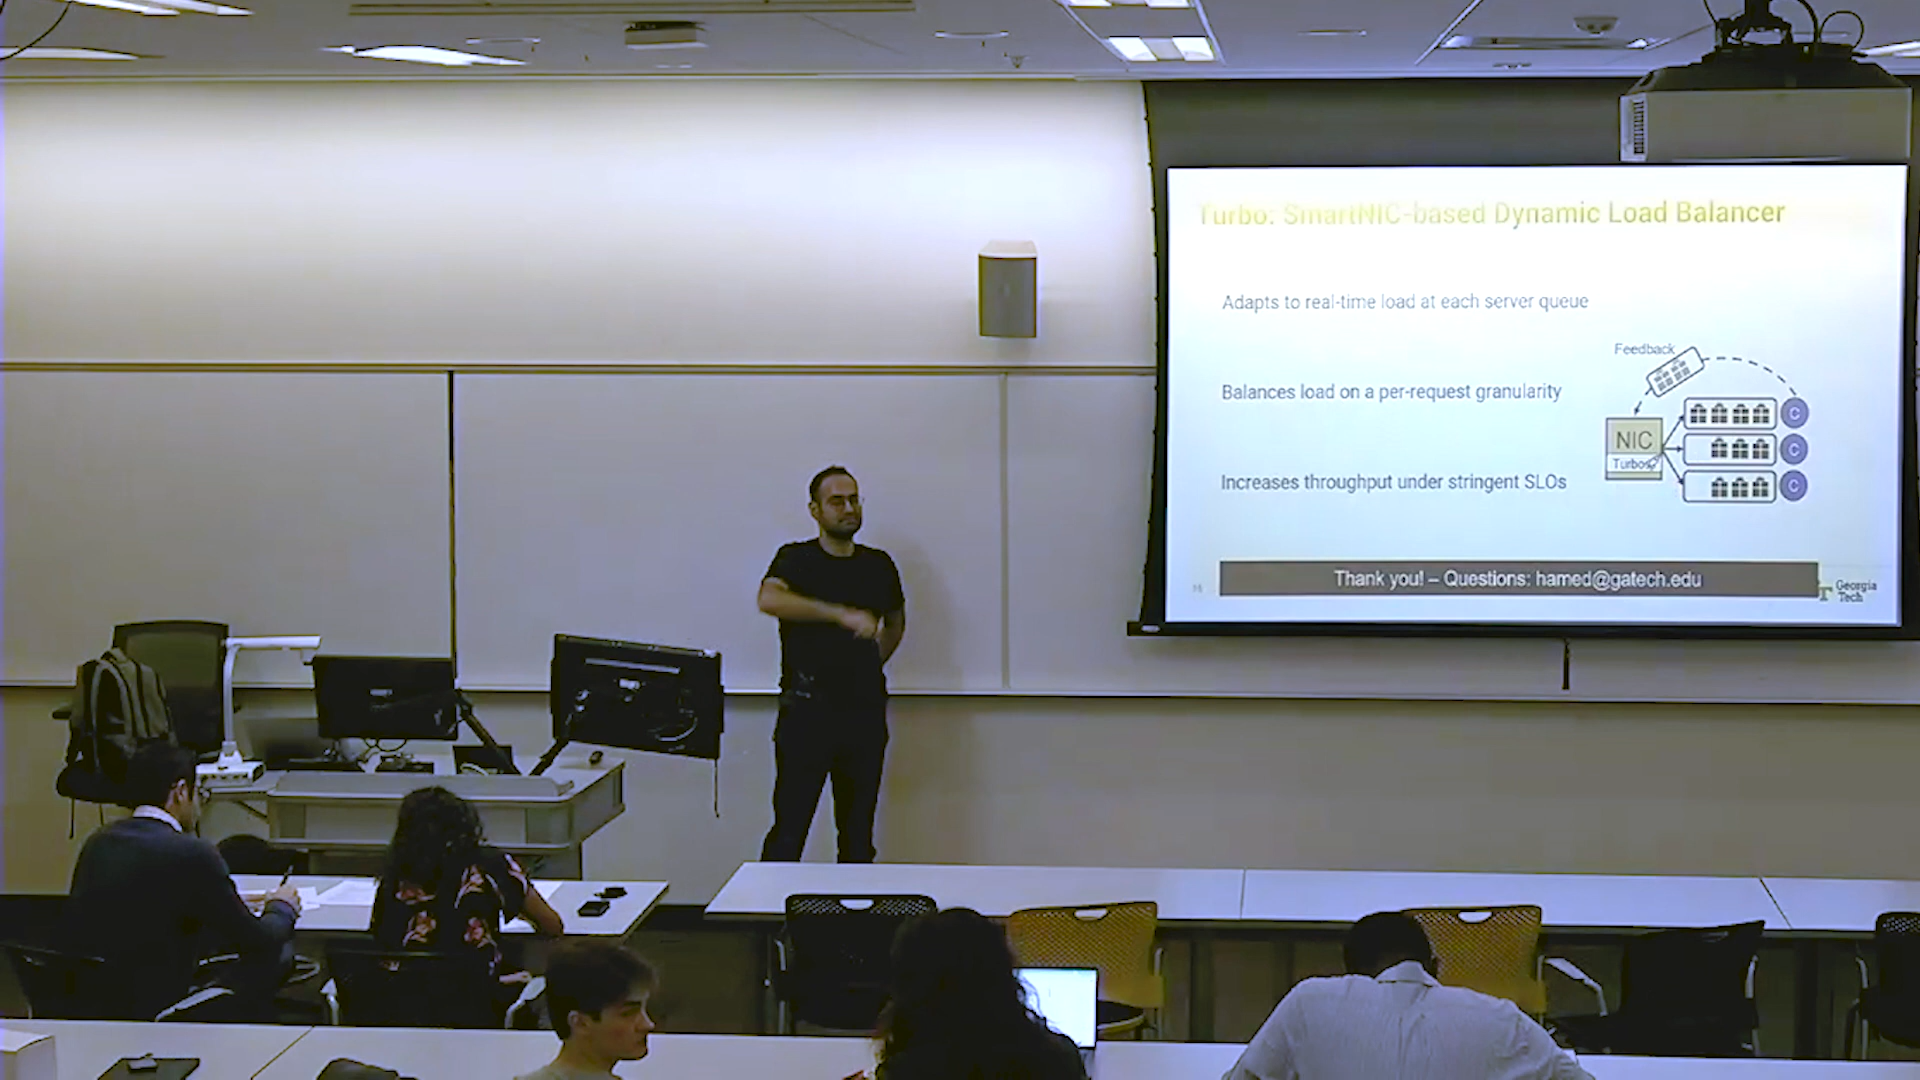 Turbo: SmartNIC-based Dynamic Load Balancer
Adapts to real-time load at each server queue
Feedback
Balances load on a per-request granularity
C
NIC
C
Turbo
Increases throughput under stringent SLOs
C
Thank you! – Questions: hamed@gatech.edu
Georgia
Tech